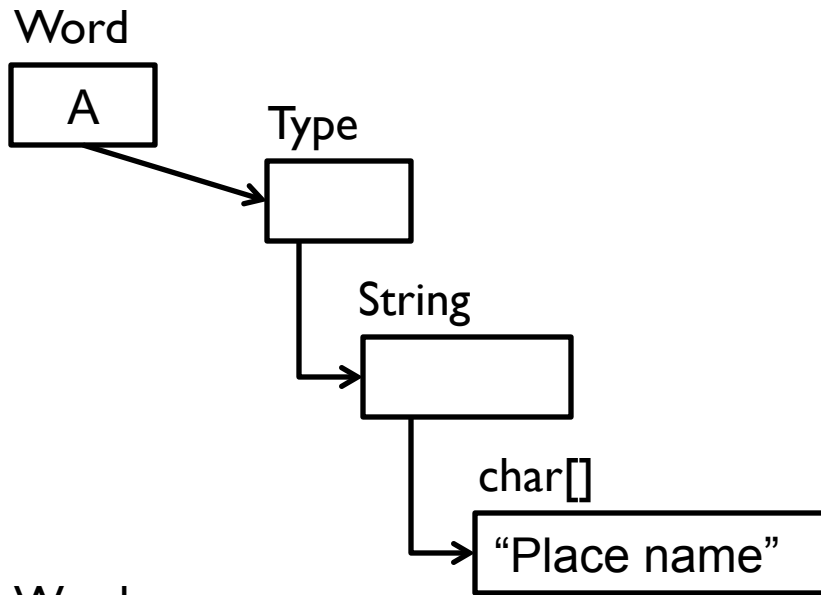 Word
A
Type
String
char[]
“Place name”